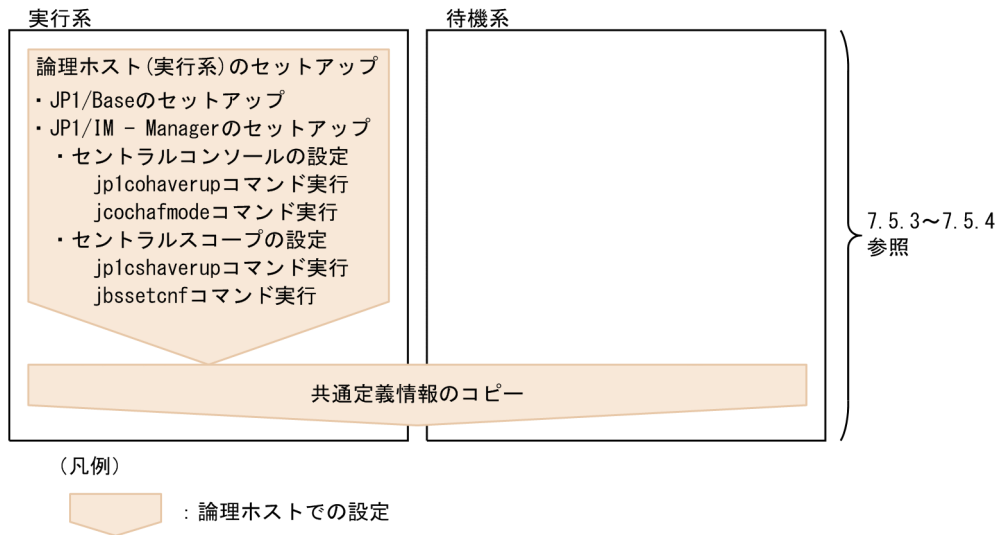 実行系
待機系
論理ホスト(実行系)のセットアップ
・JP1/Baseのセットアップ
・JP1/IM - Managerのセットアップ
・セントラルコンソールの設定
jp1cohaverupコマンド実行
jcochafmodeコマンド実行
・セントラルスコープの設定
jp1cshaverupコマンド実行
jbssetcnfコマンド実行
7.5.3～7.5.4
参照
共通定義情報のコピー
（凡例）
：論理ホストでの設定